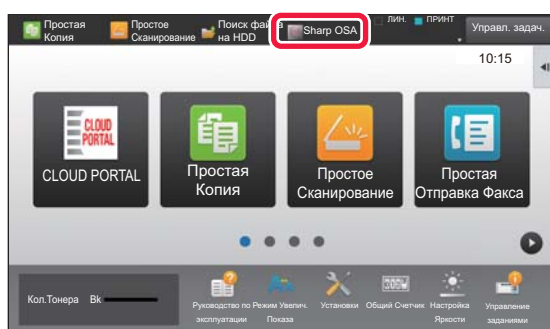 Простая
Копия
Простое
Сканирование
Поиск файла
на HDD
Sharp OSA
ЛИН.
ПРИНТ
Управл. задач.
10:15
CLOUD
PORTAL
CLOUD PORTAL
Простая
Копия
Простое
Сканирование
Простая
Отправка Факса
Кол.Тонера Bk
Руководство по
эксплуатации
Режим Увелич.
Показа
Установки
Общий Счетчик
Настройка
Яркости
Управление
заданиями